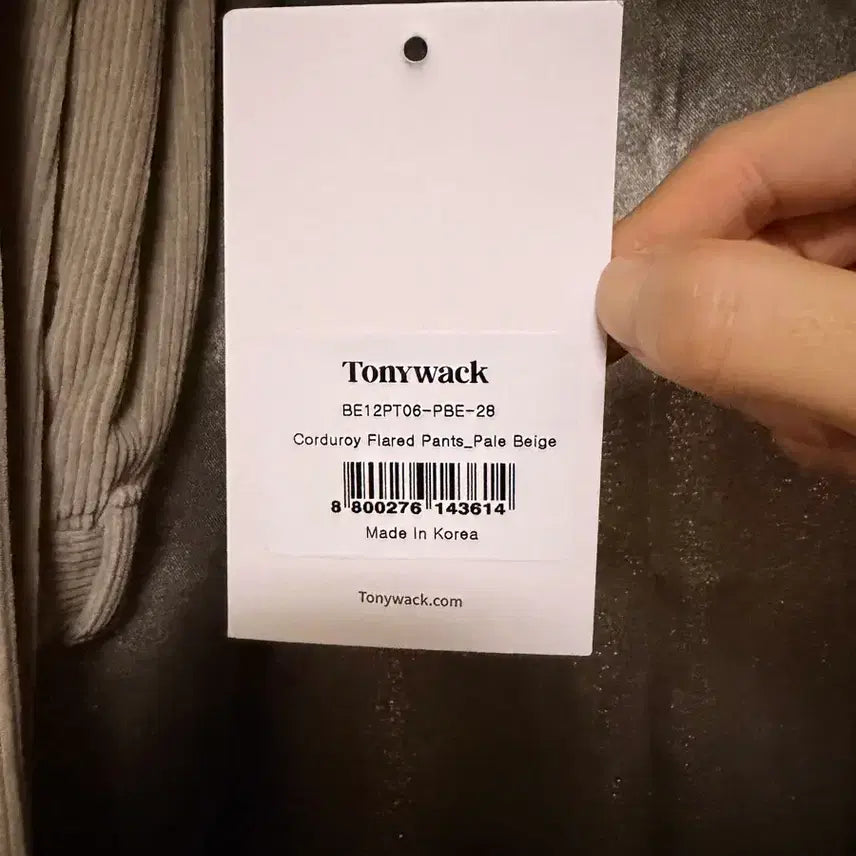 Tonywack
BE12PT06-PBE-28
Corduroy Flared Pants_Pale Beige
8 800276 143614
Made In Korea
Tonywack.com